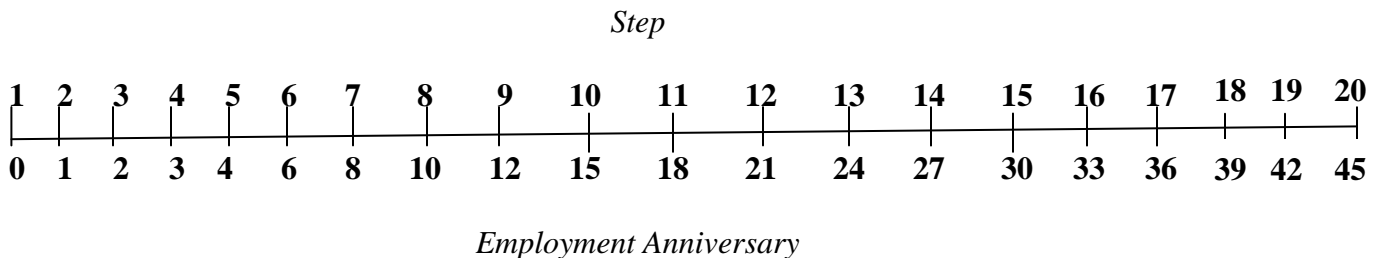 Step
1 2 3 4 5 6 7 8 9 10 11 12 13 14 15 16 17 18 19 20
0 1 2 3 4 6 8 10 12 15 18 21 24 27 30 33 36 39 42 45
Employment Anniversary